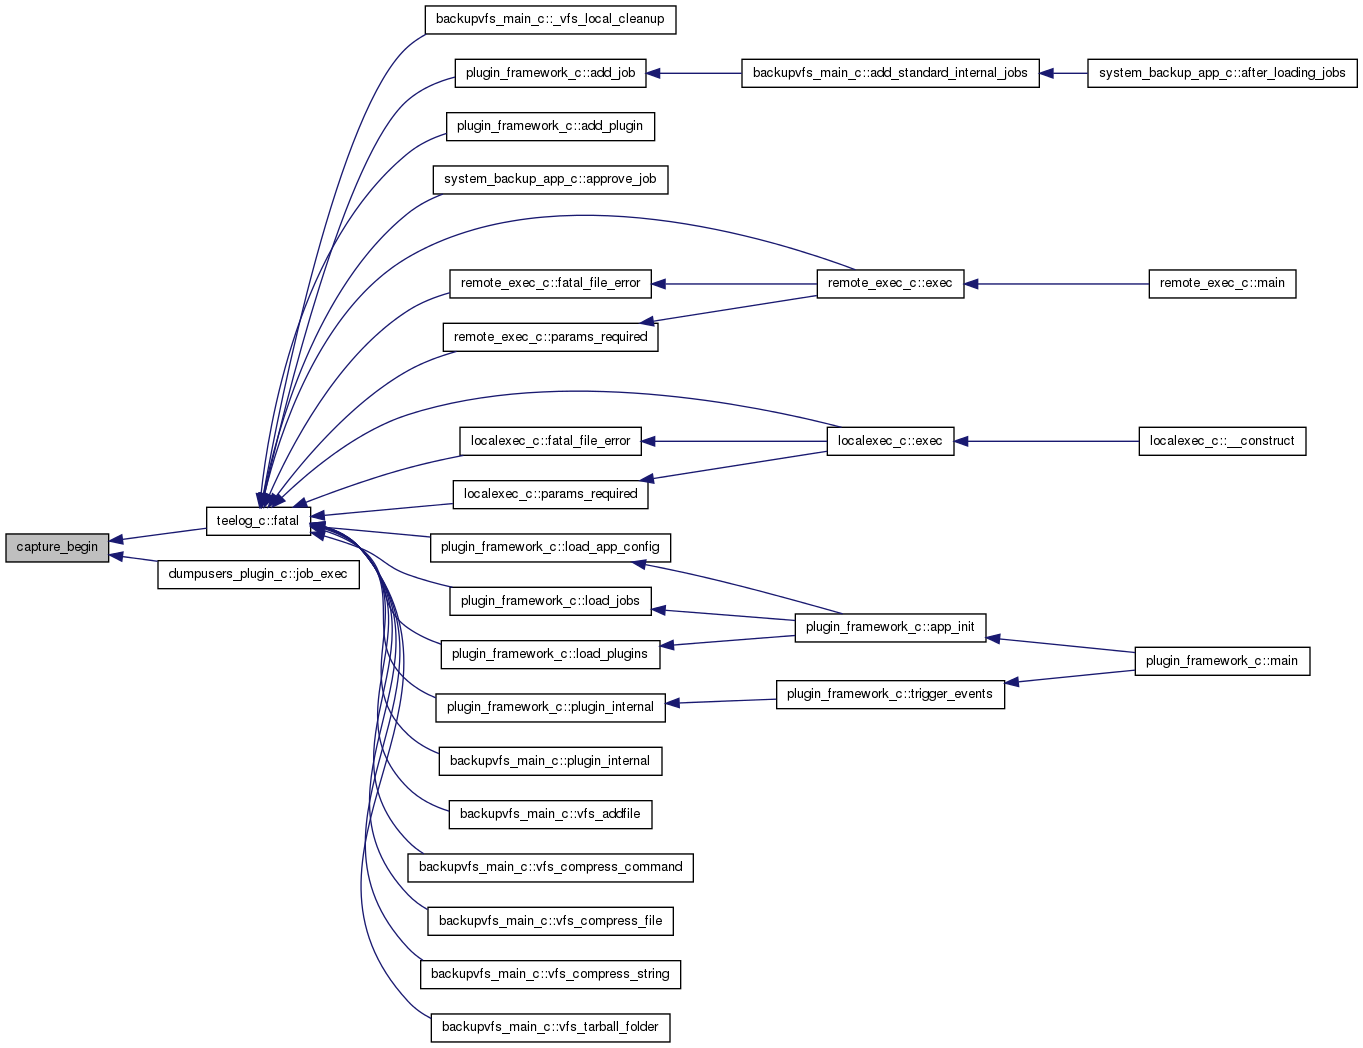 backupvfs_main_c::_vfs_local_cleanup
plugin_framework_c::add_job
backupvfs_main_c::add_standard_internal_jobs
system_backup_app_c::after_loading_jobs
plugin_framework_c::add_plugin
system_backup_app_c::approve_job
remote_exec_c::fatal_file_error
remote_exec_c::exec
remote_exec_c::main
remote_exec_c::params_required
localexec_c::fatal_file_error
localexec_c::exec
localexec_c::__construct
localexec_c::params_required
teelog_c::fatal
capture_begin
plugin_framework_c::load_app_config
dumpusers_plugin_c::job_exec
plugin_framework_c::load_jobs
plugin_framework_c::app_init
plugin_framework_c::load_plugins
plugin_framework_c::main
plugin_framework_c::trigger_events
plugin_framework_c::plugin_internal
backupvfs_main_c::plugin_internal
backupvfs_main_c::vfs_addfile
backupvfs_main_c::vfs_compress_command
backupvfs_main_c::vfs_compress_file
backupvfs_main_c::vfs_compress_string
backupvfs_main_c::vfs_tarball_folder